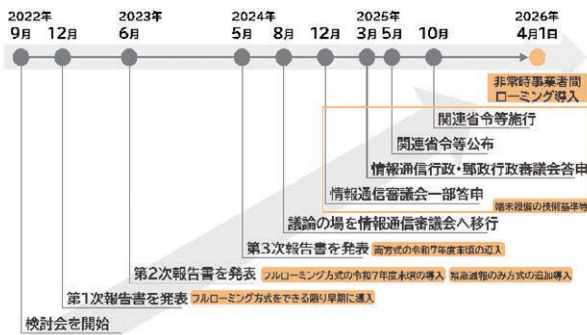 2022年 2023年 2024年 2025年 2026年
9月 12月 6月 5月 8月 12月 3月 5月 10月 4月1日
非常時事業者間
ローミング導入
関連省令等施行
関連省令等公布
情報通信行政・郵政行政審議会答申
情報通信審議会一部答申
端末設備の技術基準等
議論の場を情報通信審議会へ移行
第3次報告書を発表 両方式の令和7年度末頃の導入
第2次報告書を発表 フルローミング方式の令和7年度末頃の導入 緊急通報のみ方式の追加導入
第1次報告書を発表 フルローミング方式をできる限り早期に導入
検討会を開始